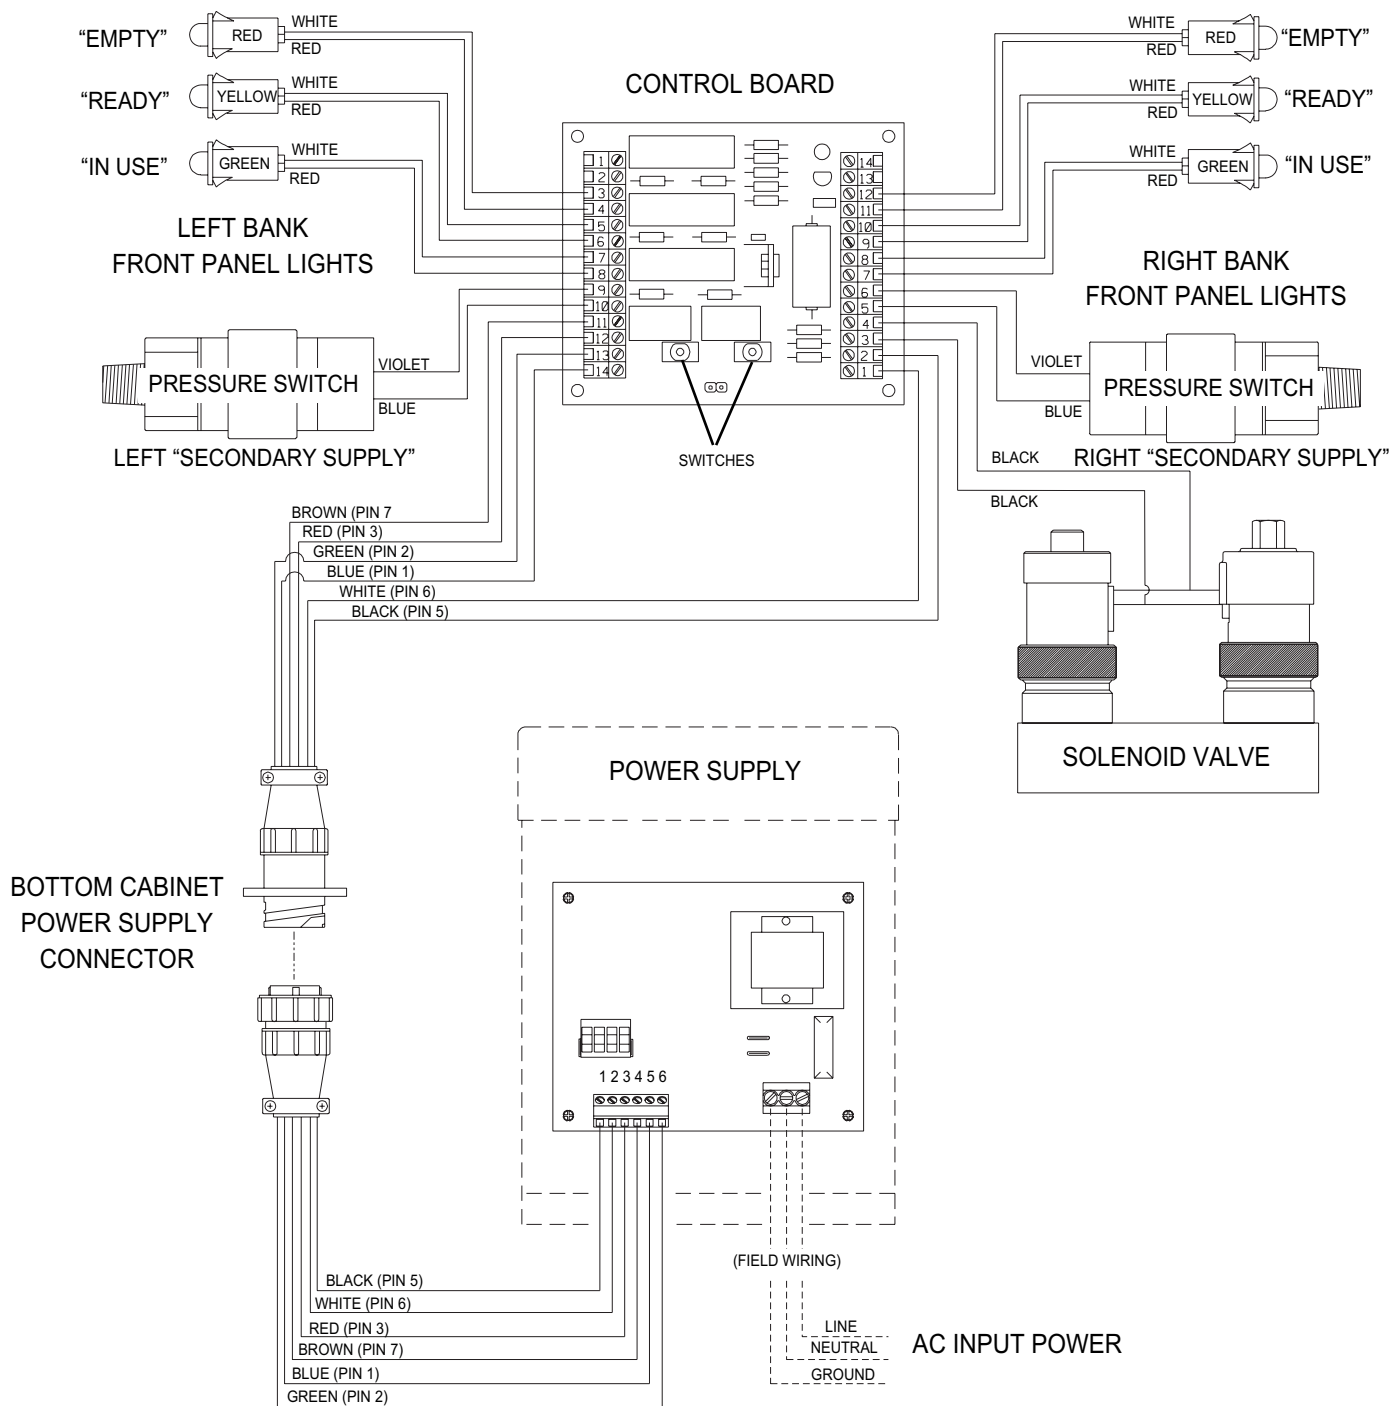 WHITE
"EMPTY"
RED
RED
WHITE
"READY"
YELLOW
RED
WHITE
"IN USE"
GREEN
RED
LEFT BANK
FRONT PANEL LIGHTS
CONTROL BOARD
WHITE
RED
"EMPTY"
RED
WHITE
YELLOW
"READY"
RED
WHITE
GREEN
"IN USE"
RED
RIGHT BANK
FRONT PANEL LIGHTS
1
2
3
4
5
6
7
8
9
10
11
12
13
14
14
13
12
11
10
9
8
7
6
5
4
3
2
1
VIOLET
PRESSURE SWITCH
BLUE
LEFT "SECONDARY SUPPLY"
SWITCHES
VIOLET
PRESSURE SWITCH
BLUE
RIGHT "SECONDARY SUPPLY"
BLACK
BLACK
BROWN (PIN 7
RED (PIN 3)
GREEN (PIN 2)
BLUE (PIN 1)
WHITE (PIN 6)
BLACK (PIN 5)
SOLENOID VALVE
POWER SUPPLY
BOTTOM CABINET
POWER SUPPLY
CONNECTOR
1 2 3 4 5 6
(FIELD WIRING)
BLACK (PIN 5)
WHITE (PIN 6)
RED (PIN 3)
BROWN (PIN 7)
BLUE (PIN 1)
GREEN (PIN 2)
LINE
NEUTRAL
GROUND
AC INPUT POWER